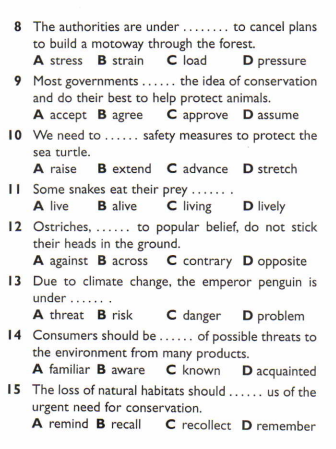 8 The authorities are under ........ to cancel plans
to build a motoway through the forest.
A stress B strain C load D pressure
9 Most governments ...... the idea of conservation
and do their best to help protect animals.
A accept B agree C approve D assume
10 We need to ...... safety measures to protect the
sea turtle.
A raise B extend C advance D stretch
11 Some snakes eat their prey .......
A live B alive C living D lively
12 Ostriches, ...... to popular belief, do not stick
their heads in the ground.
A against B across C contrary D opposite
13 Due to climate change, the emperor penguin is
under .......
A threat B risk C danger D problem
14 Consumers should be ...... of possible threats to
the environment from many products.
A familiar B aware C known D acquainted
15 The loss of natural habitats should ...... us of the
urgent need for conservation.
A remind B recall C recollect D remember